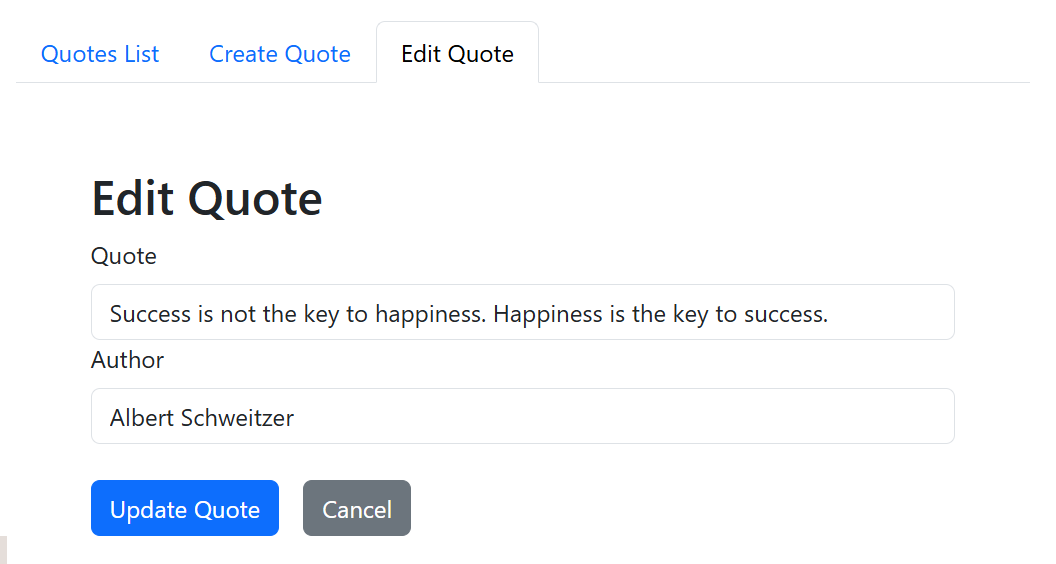 Quotes List Create Quote Edit Quote
Edit Quote
Quote
Success is not the key to happiness. Happiness is the key to success.
Author
Albert Schweitzer
Update Quote Cancel